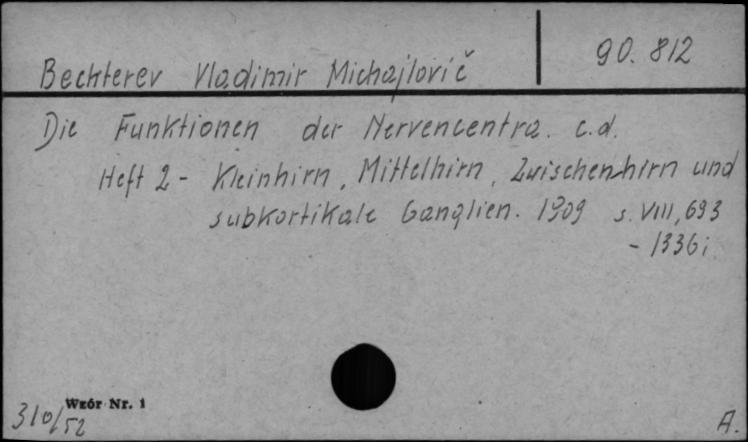 90.812
Bechterev Vladimir Michajlovič
Die Funktionen der Nervencentra. c.d.
Heft 2 - Kleinhirn, Mittelhirn, Zwischenhirn und
subkortikale Ganglien. 1909 s. VIII, 693
- 1336i
Wzór Nr. 1
310/52
A.